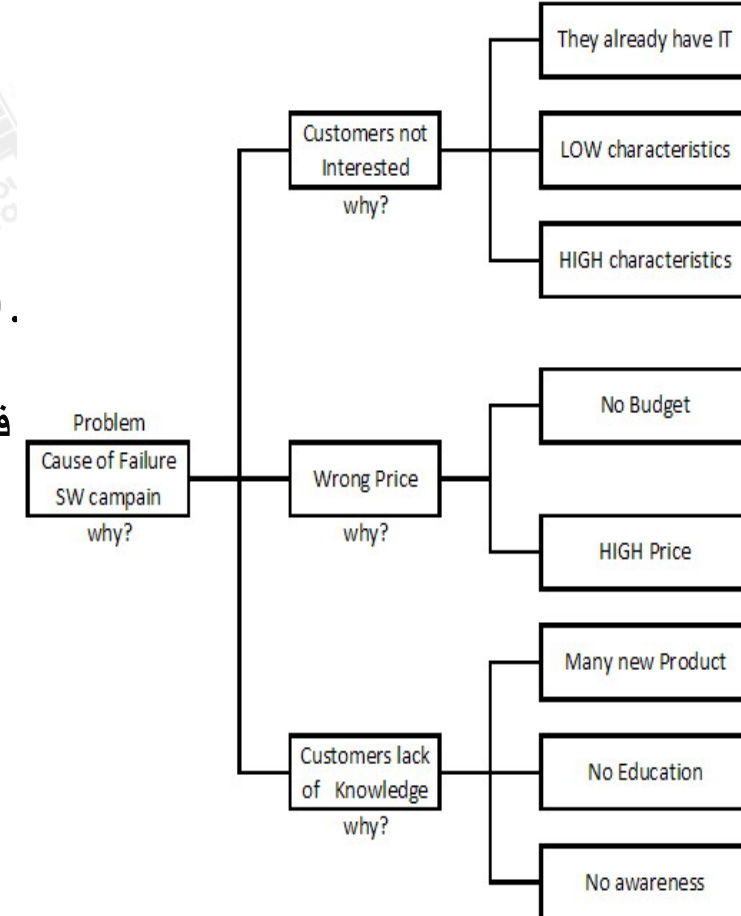 They already have IT
Customers not
Interested
why?
LOW characteristics
HIGH characteristics
Problem
Cause of Failure
SW campain
why?
Wrong Price
why?
No Budget
HIGH Price
Customers lack
of Knowledge
why?
Many new Product
No Education
No awareness